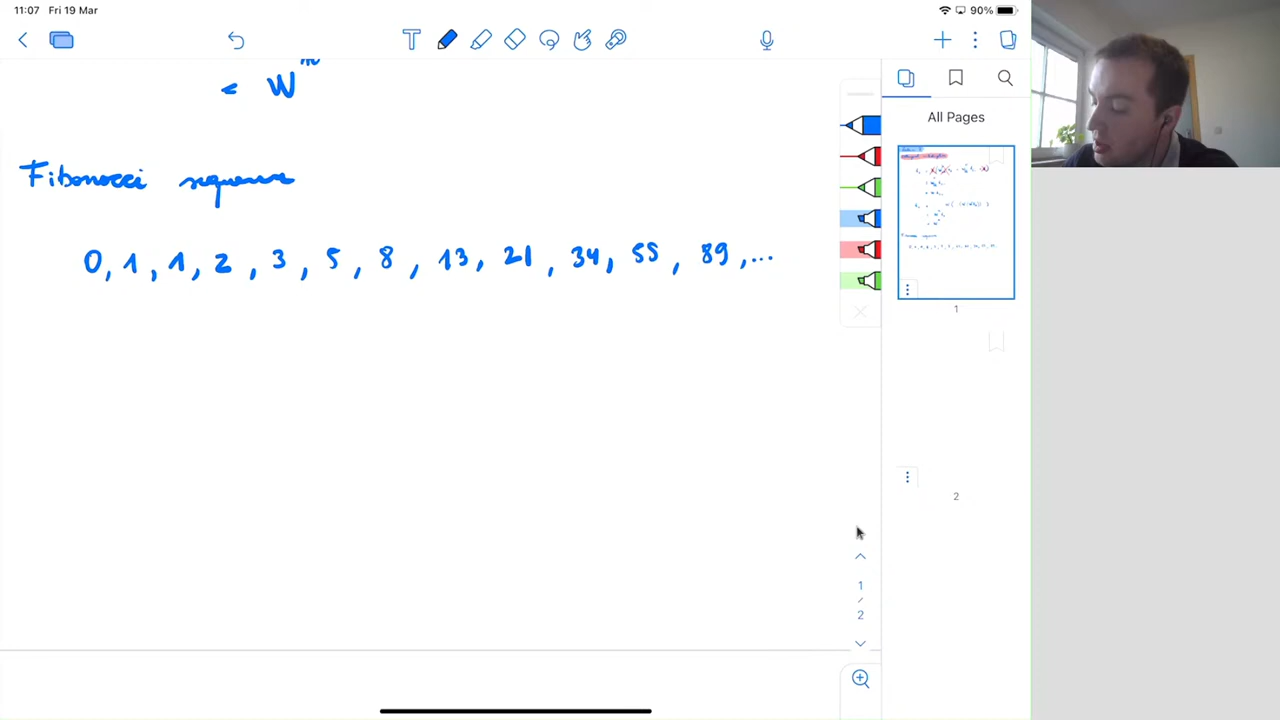 11:07 Fri 19 Mar
90%
T
< W
Fibonacci sequence
0, 1, 1, 2, 3, 5, 8, 13, 21, 34, 55, 89, ...
All Pages
1
2
1
/
2